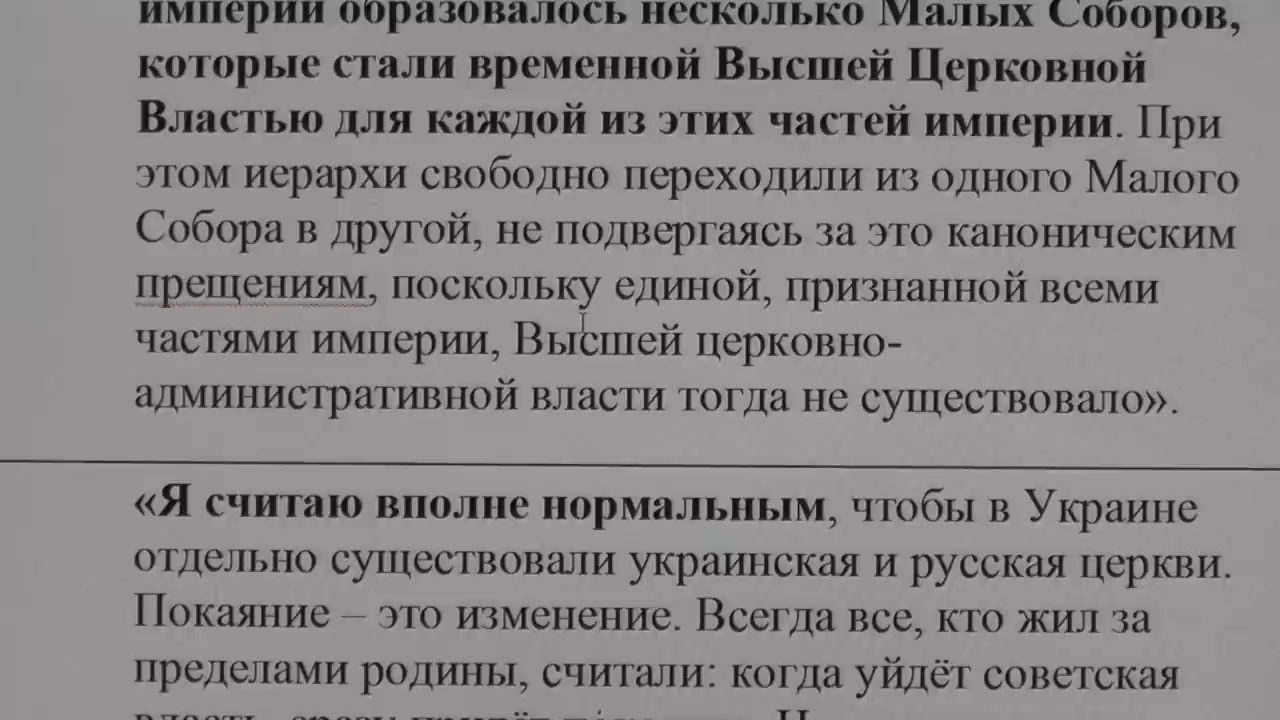 империи образовалось несколько Малых Соборов,
которые стали временной Высшей Церковной
Властью для каждой из этих частей империи. При
этом иерархи свободно переходили из одного Малого
Собора в другой, не подвергаясь за это каноническим
прещениям, поскольку единой, признанной всеми
частями империи, Высшей церковно-
административной власти тогда не существовало».
«Я считаю вполне нормальным, чтобы в Украине
отдельно существовали украинская и русская церкви.
Покаяние – это изменение. Всегда все, кто жил за
пределами родины, считали: когда уйдёт советская
власть, сразу